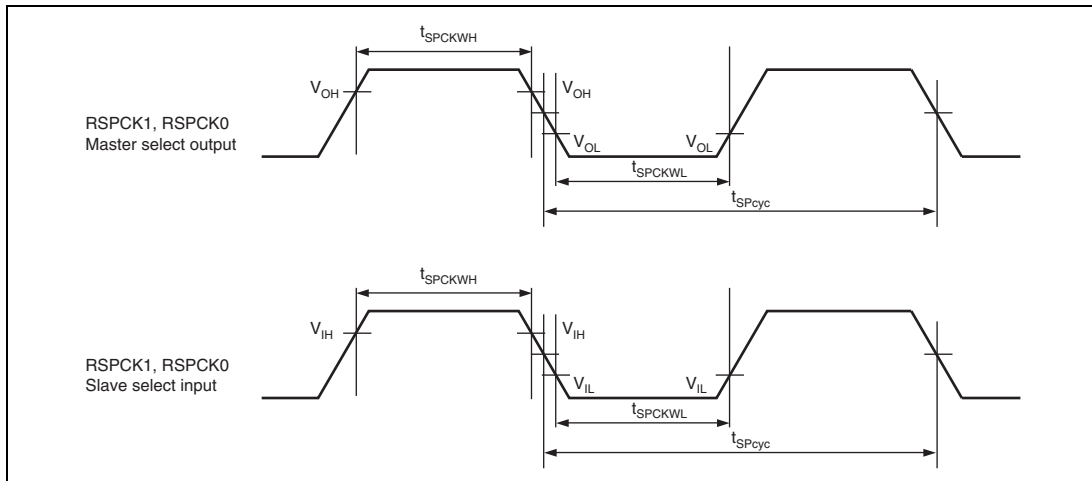 tSPCKWH
VOH
VOH
RSPCK1, RSPCK0
Master select output
VOL
VOL
tSPCKWL
tSPcyc
tSPCKWH
VIH
VIH
RSPCK1, RSPCK0
Slave select input
VIL
VIL
tSPCKWL
tSPcyc